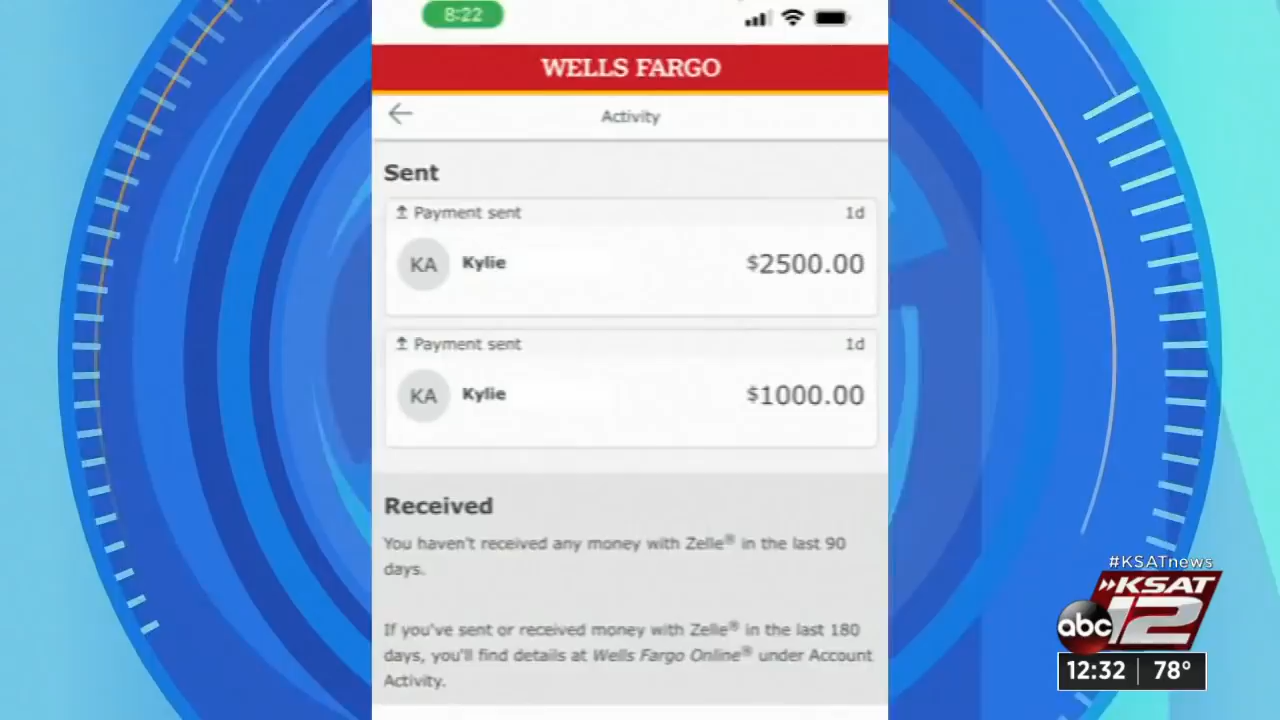 8:22
WELLS FARGO
Activity
Sent
Payment sent 1d
KA Kylie $2500.00
Payment sent 1d
KA Kylie $1000.00
Received
You haven't received any money with Zelle® in the last 90
days.
If you've sent or received money with Zelle® in the last 180
days, you'll find details at Wells Fargo Online® under Account
Activity.
#KSATnews
KSAT
abc 12
12:32 78°